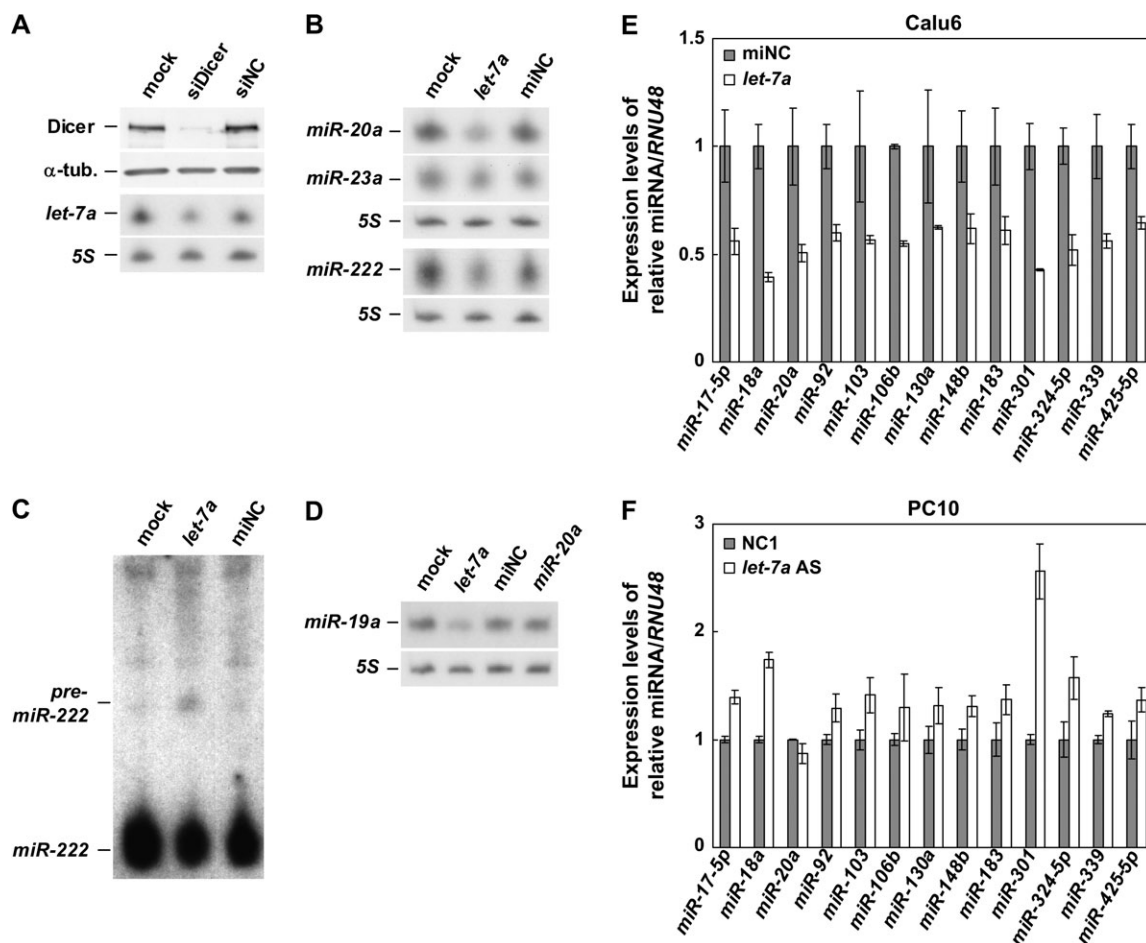 A
mock
siDicer
siNC
Dicer
α-tub.
let-7a
5S
B
mock
let-7a
miNC
miR-20a
miR-23a
5S
miR-222
5S
C
mock
let-7a
miNC
pre-
miR-222
miR-222
D
mock
let-7a
miNC
miR-20a
miR-19a
5S
E
Calu6
Expression levels of
relative miRNA/RNU48
1.5
1
0.5
0
miNC
let-7a
miR-17-5p
miR-18a
miR-20a
miR-92
miR-103
miR-106b
miR-130a
miR-148b
miR-183
miR-301
miR-324-5p
miR-339
miR-425-5p
F
PC10
Expression levels of
relative miRNA/RNU48
3
2
1
0
NC1
let-7a AS
miR-17-5p
miR-18a
miR-20a
miR-92
miR-103
miR-106b
miR-130a
miR-148b
miR-183
miR-301
miR-324-5p
miR-339
miR-425-5p